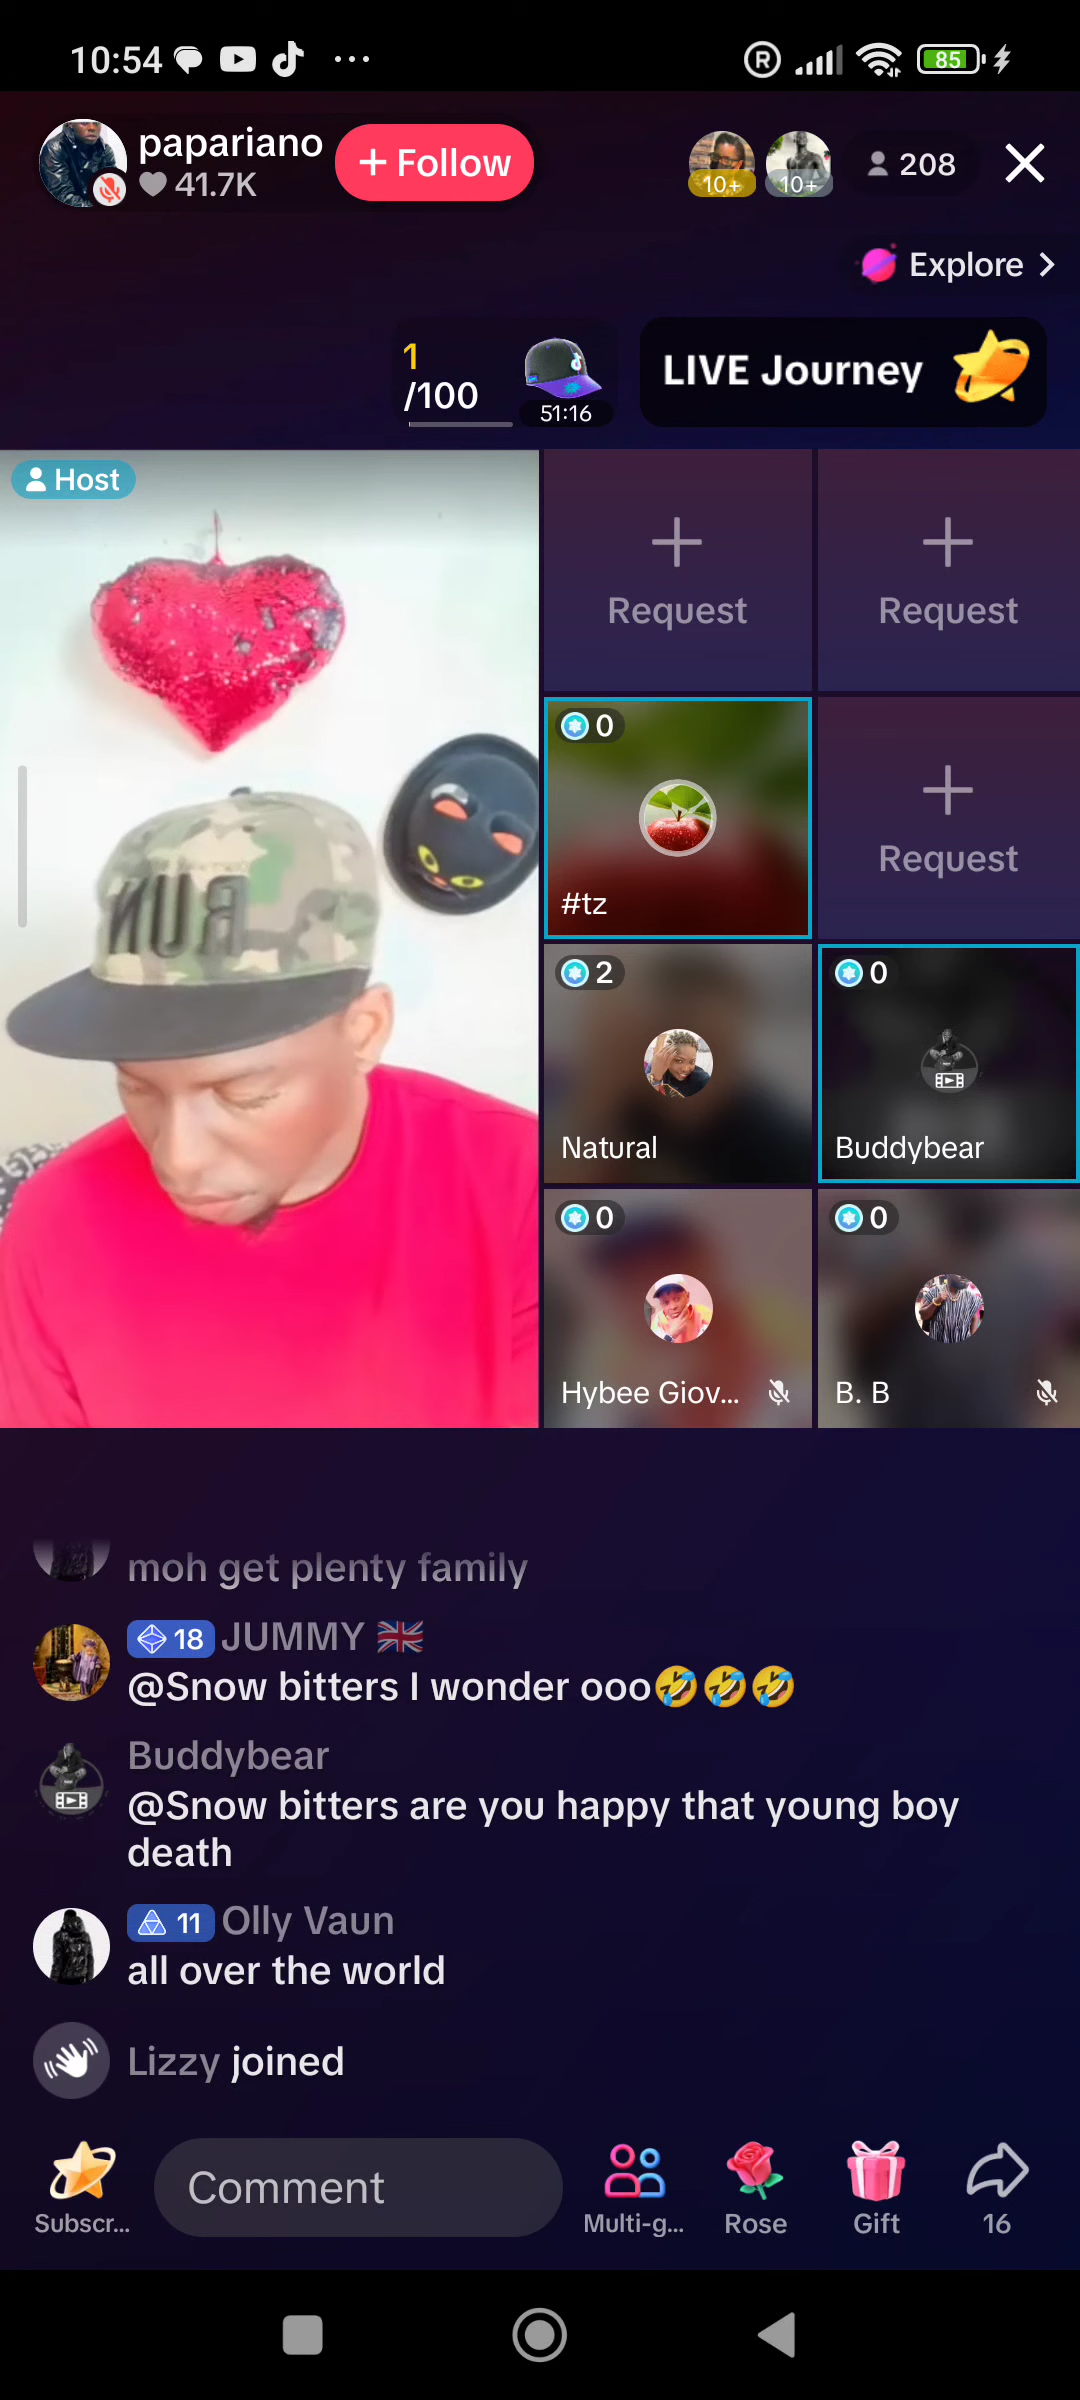 10:54
R
85
papariano
41.7K
+ Follow
10+
10+
208
Explore
1
/100
51:16
LIVE Journey
Host
Request
Request
0
#tz
Request
RUN
2
Natural
0
Buddybear
0
Hybee Giov...
0
B. B
moh get plenty family
18 JUMMY 🇬🇧
@Snow bitters I wonder ooo🤣🤣🤣
Buddybear
@Snow bitters are you happy that young boy
death
11 Olly Vaun
all over the world
Lizzy joined
Subscr...
Comment
Multi-g...
Rose
Gift
16